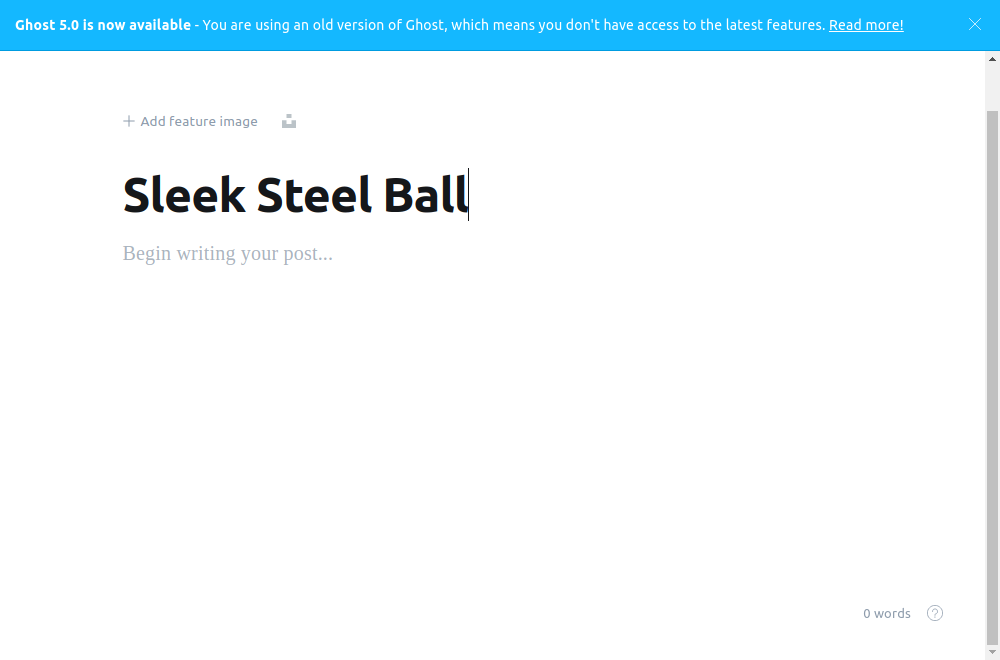 Ghost 5.0 is now available - You are using an old version of Ghost, which means you don't have access to the latest features. Read more!
Add feature image
Sleek Steel Ball
Begin writing your post...
0 words
?